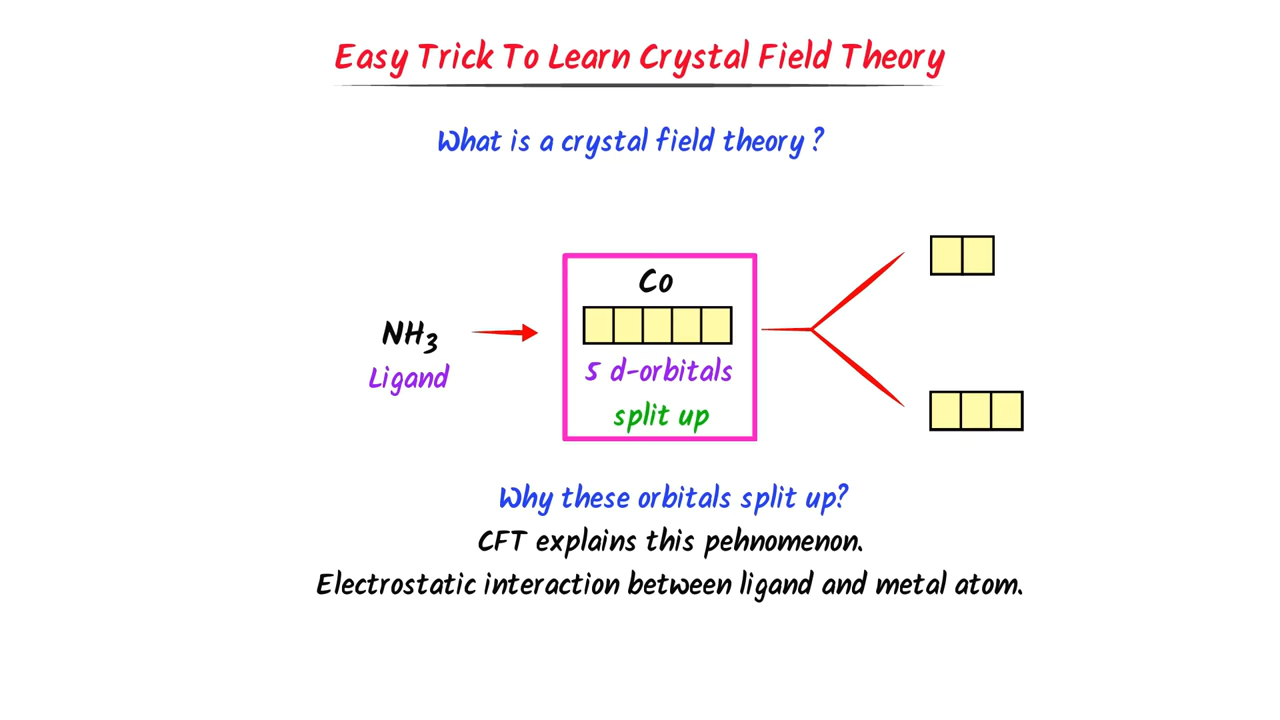 Easy Trick To Learn Crystal Field Theory
What is a crystal field theory ?
Co
NH₃
Ligand
5 d-orbitals
split up
Why these orbitals split up?
CFT explains this pehnomenon.
Electrostatic interaction between ligand and metal atom.